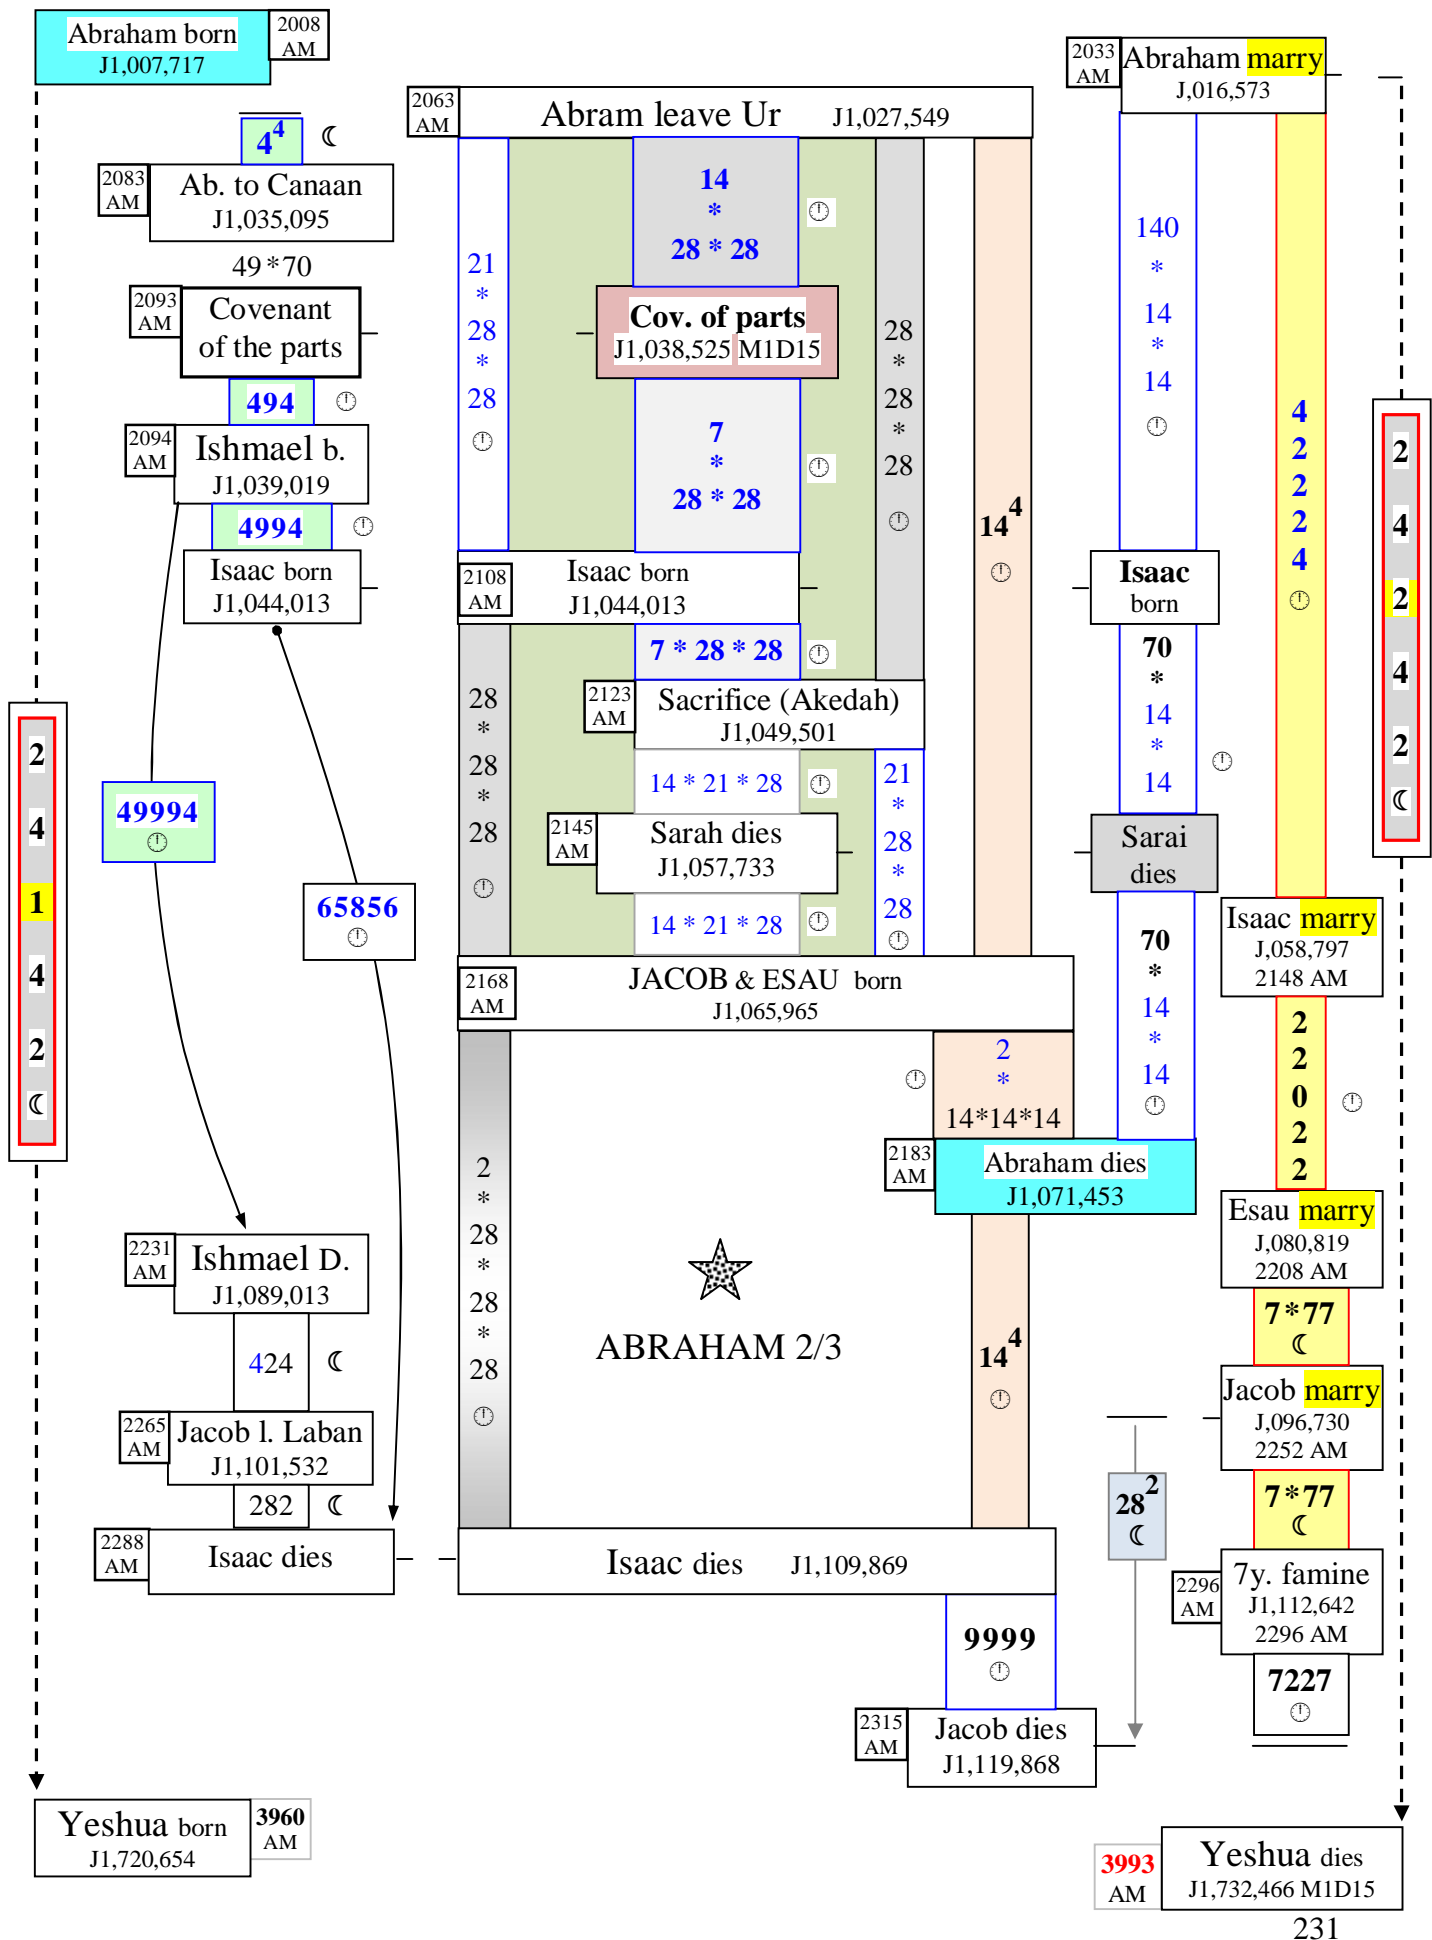 Abraham born
J1,007,717
2008
AM
4⁴ ☾
2083
AM
Ab. to Canaan
J1,035,095
49*70
2093
AM
Covenant
of the parts
494
2094
AM
Ishmael b.
J1,039,019
4994
Isaac born
J1,044,013
2
4
1
4
2
☾
49994
65856
2231
AM
Ishmael D.
J1,089,013
424 ☾
2265
AM
Jacob l. Laban
J1,101,532
282 ☾
2288
AM
Isaac dies
Yeshua born
J1,720,654
3960
AM
2063
AM
Abram leave Ur J1,027,549
21
*
28
*
28
14
*
28 * 28
Cov. of parts
J1,038,525 M1D15
7
*
28 * 28
28
*
28
*
28
14⁴
2108
AM
Isaac born
J1,044,013
7 * 28 * 28
28
*
28
*
28
2123
AM
Sacrifice (Akedah)
J1,049,501
14 * 21 * 28
2145
AM
Sarah dies
J1,057,733
14 * 21 * 28
21
*
28
*
28
2168
AM
JACOB & ESAU born
J1,065,965
2
*
28
*
28
*
28
2
*
14*14*14
2183
AM
Abraham dies
J1,071,453
ABRAHAM 2/3
14⁴
Isaac dies J1,109,869
9999
2315
AM
Jacob dies
J1,119,868
2033
AM
Abraham marry
J,016,573
140
*
14
*
14
Isaac
born
70
*
14
*
14
Sarai
dies
70
*
14
*
14
4
2
2
2
4
Isaac marry
J,058,797
2148 AM
2
2
0
2
2
Esau marry
J,080,819
2208 AM
7*77
☾
Jacob marry
J,096,730
2252 AM
28²
☾
7*77
☾
2296
AM
7y. famine
J1,112,642
2296 AM
7227
2
4
2
4
2
☾
3993
AM
Yeshua dies
J1,732,466 M1D15
231